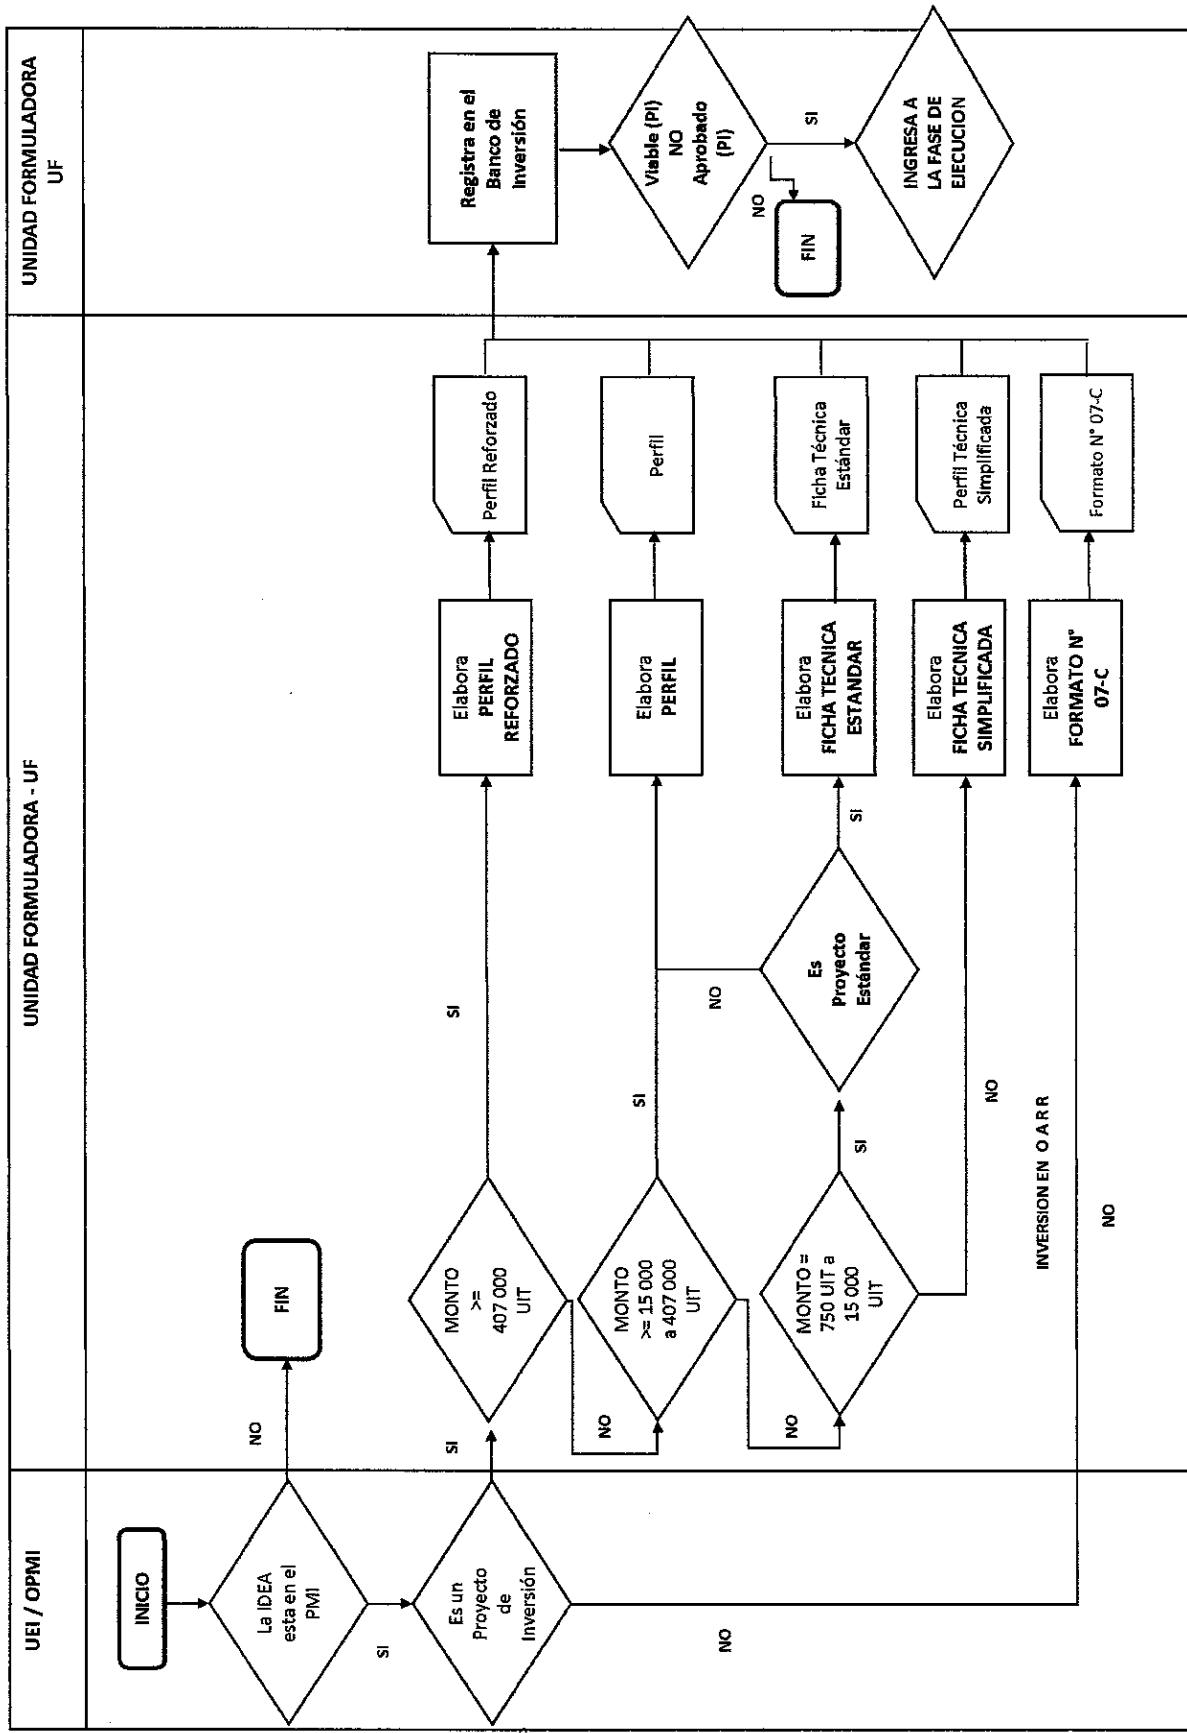 UEI / OPMI
UNIDAD FORMULADORA - UF
UNIDAD FORMULADORA
UF
INICIO
La IDEA
esta en el
PMI
NO
FIN
SI
Es un
Proyecto
de
Inversión
SI
NO
MONTO
>=
407 000
UIT
SI
NO
Elabora
PERFIL
REFORZADO
Perfil Reforzado
MONTO
>= 15 000
a 407 000
UIT
SI
NO
Elabora
PERFIL
Perfil
MONTO =
750 UIT a
15 000
UIT
SI
NO
Es
Proyecto
Estándar
NO
SI
Elabora
FICHA TECNICA
ESTANDAR
Ficha Técnica
Estándar
Elabora
FICHA TECNICA
SIMPLIFICADA
Perfil Técnica
Simplificada
INVERSION EN O A R R
NO
Elabora
FORMATO N°
07-C
Formato N° 07-C
Registra en el
Banco de
Inversión
Viable (PI)
NO
Aprobado
(PI)
NO
FIN
SI
INGRESA A
LA FASE DE
EJECUCION